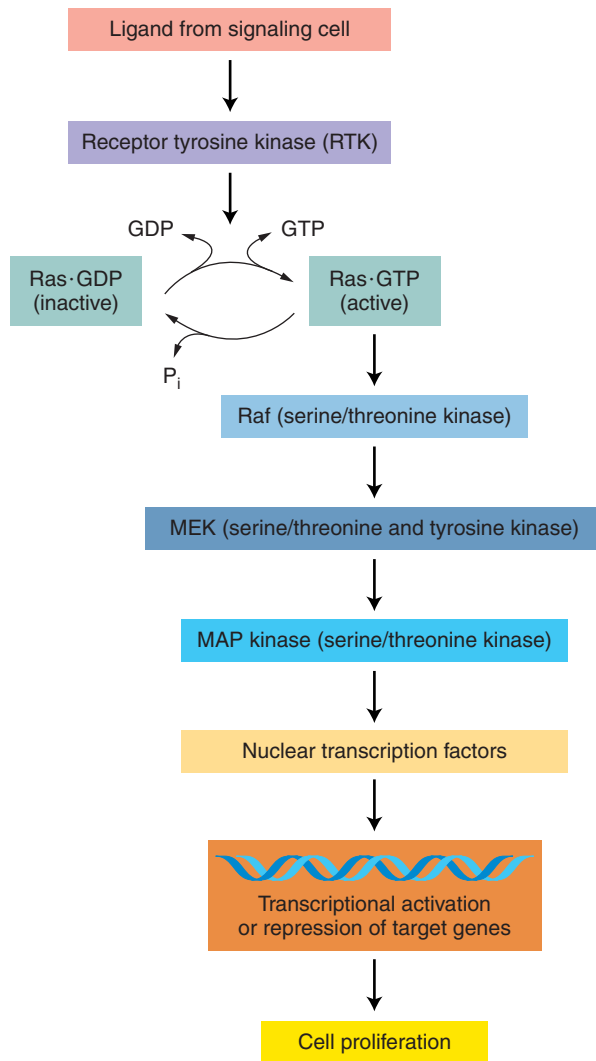 Ligand from signaling cell
Receptor tyrosine kinase (RTK)
GDP
GTP
Ras·GDP
(inactive)
Ras·GTP
(active)
Pi
Raf (serine/threonine kinase)
MEK (serine/threonine and tyrosine kinase)
MAP kinase (serine/threonine kinase)
Nuclear transcription factors
Transcriptional activation
or repression of target genes
Cell proliferation